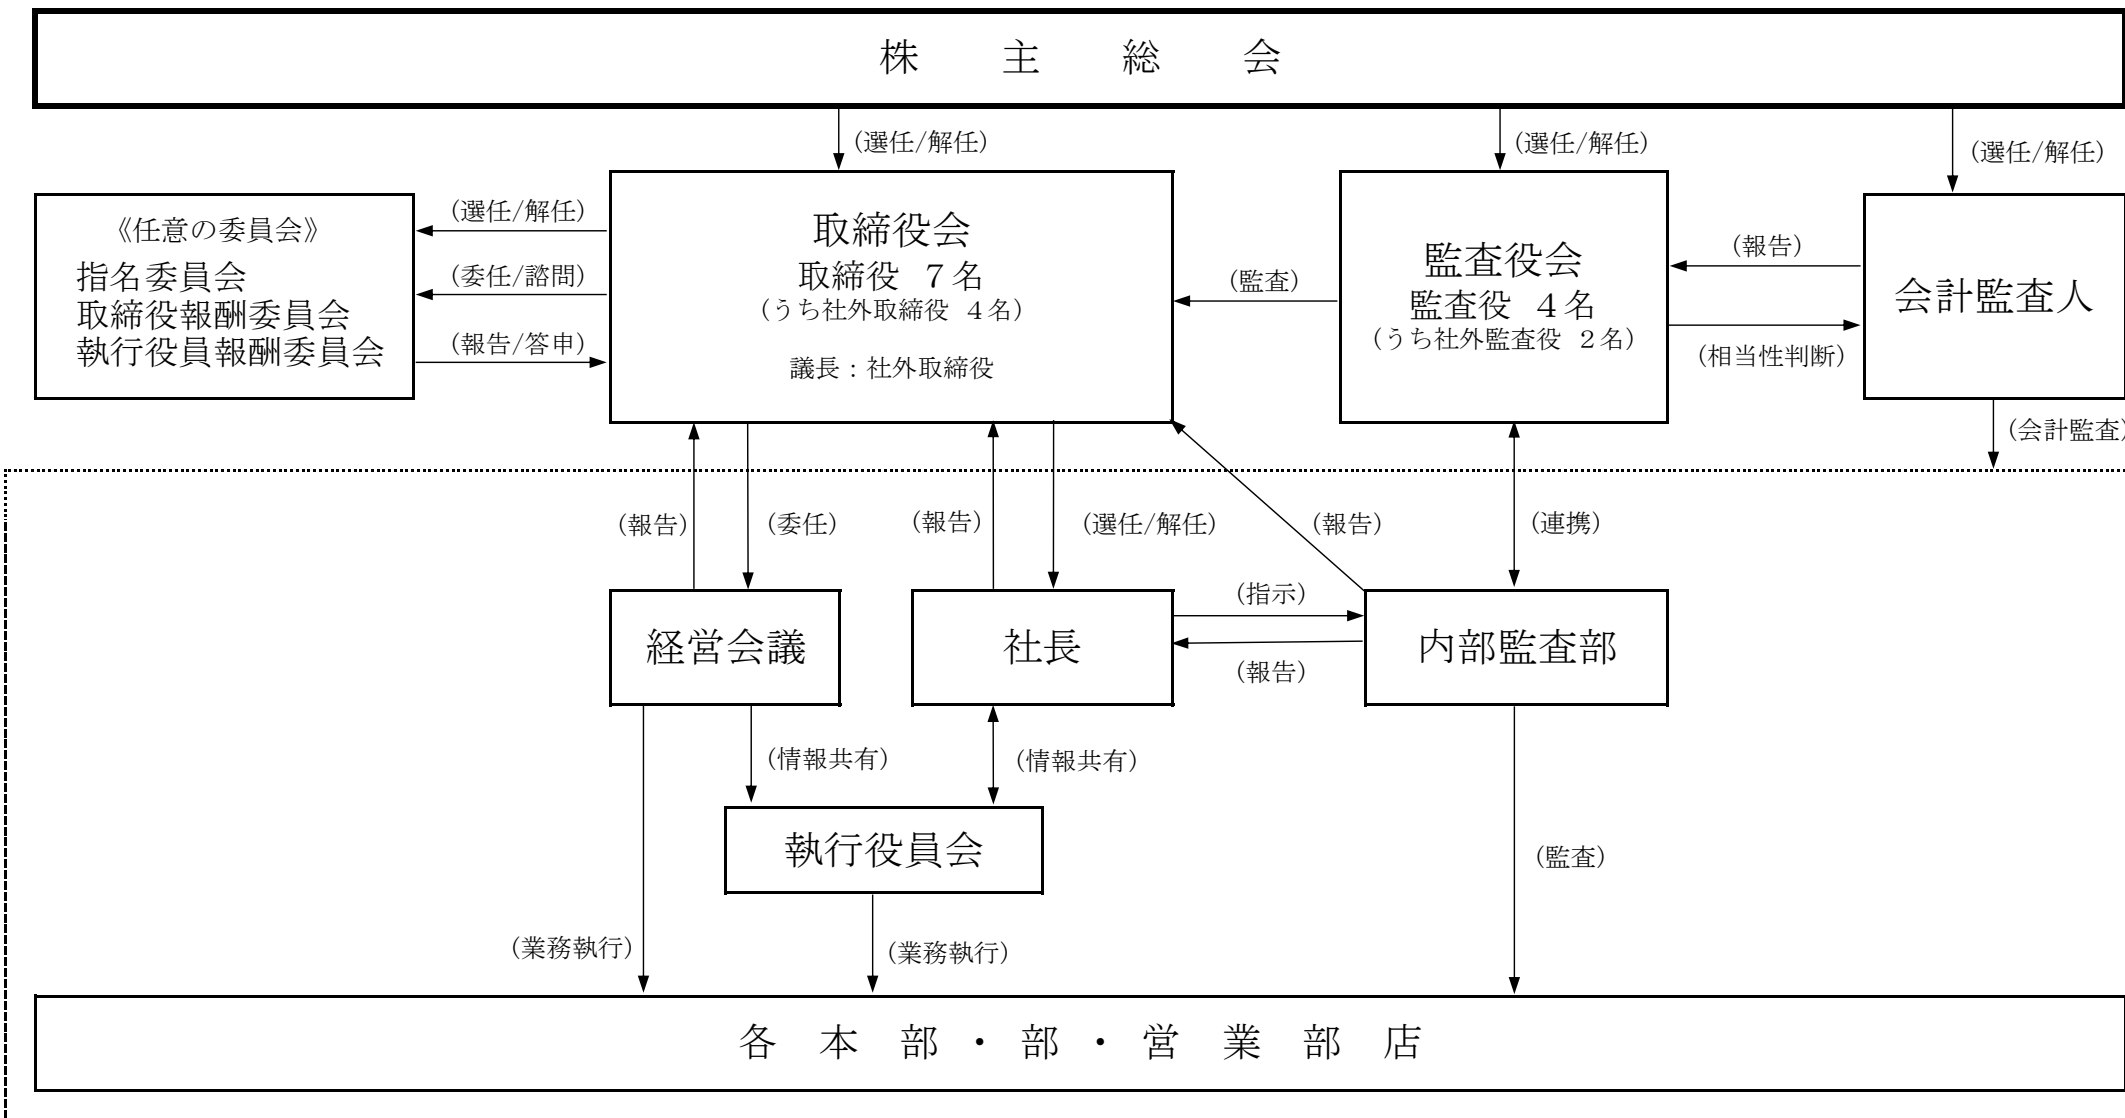 株主総会
(選任/解任)
(選任/解任)
(選任/解任)
《任意の委員会》
指名委員会
取締役報酬委員会
執行役員報酬委員会
(選任/解任)
(委任/諮問)
(報告/答申)
取締役会
取締役 7名
(うち社外取締役 4名)
議長：社外取締役
(監査)
監査役会
監査役 4名
(うち社外監査役 2名)
(報告)
(相当性判断)
会計監査人
(会計監査)
(報告)
(委任)
(報告)
(選任/解任)
(報告)
(連携)
経営会議
社長
(指示)
(報告)
内部監査部
(情報共有)
(情報共有)
執行役員会
(監査)
(業務執行)
(業務執行)
各本部・部・営業部店